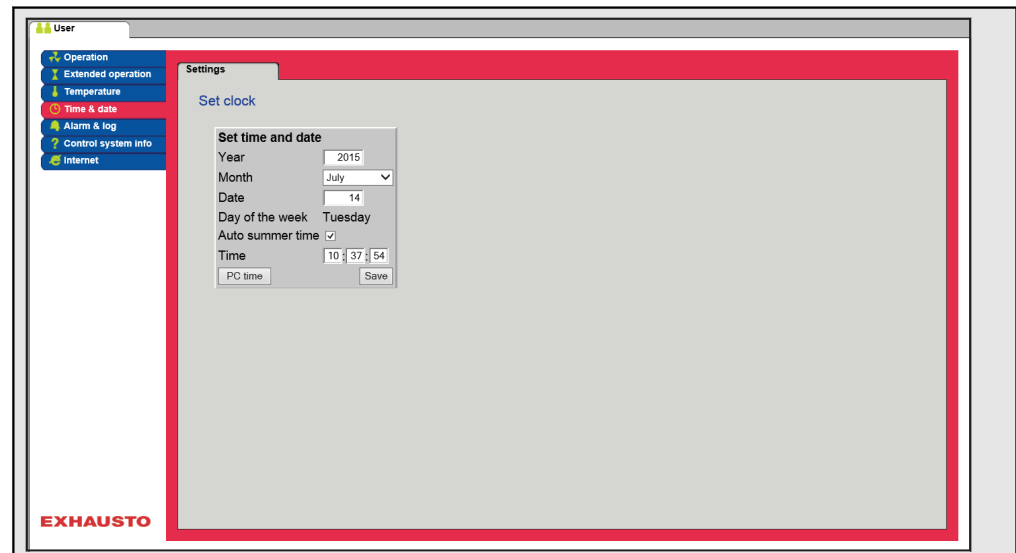 User
Operation
Extended operation
Temperature
Time & date
Alarm & log
Control system info
Internet
Settings
Set clock
Set time and date
Year 2015
Month July
Date 14
Day of the week Tuesday
Auto summer time
Time 10 : 37 : 54
PC time Save
EXHAUSTO